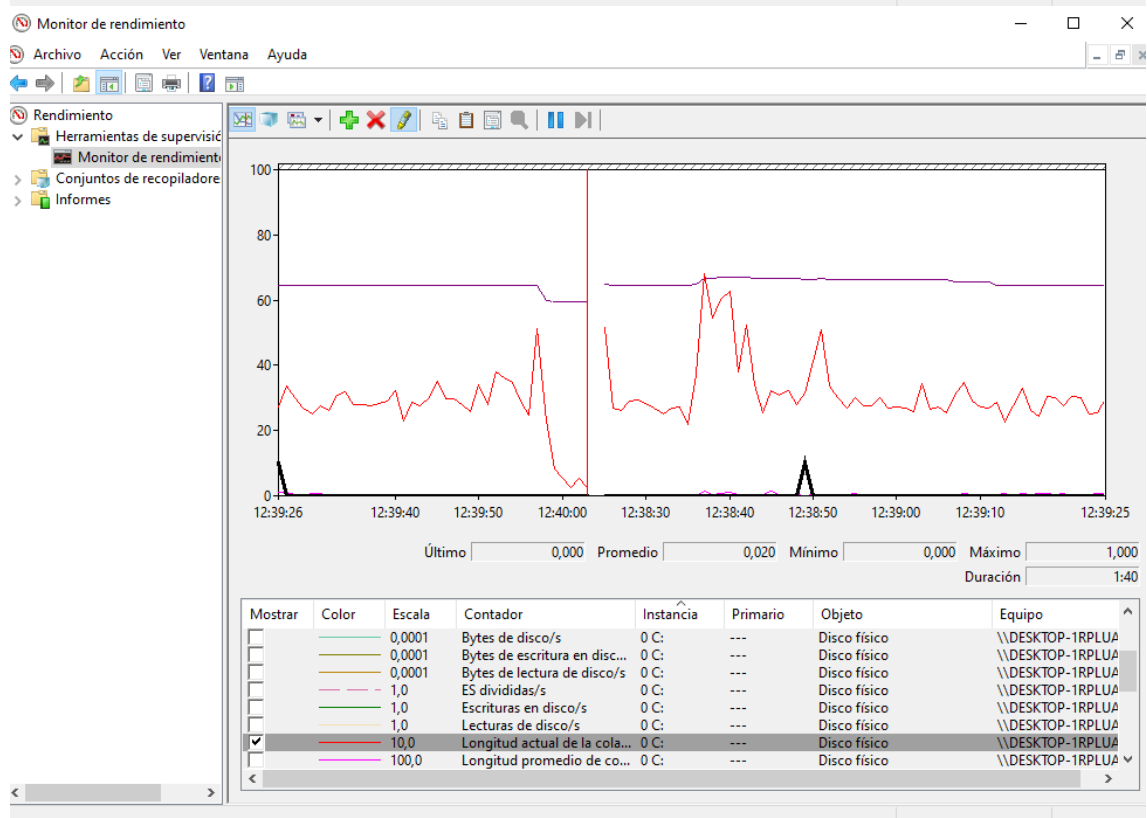 Monitor de rendimiento
Archivo Acción Ver Ventana Ayuda
Rendimiento
Herramientas de supervisió
Monitor de rendimient
Conjuntos de recopiladore
Informes
100
80
60
40
20
0
12:39:26 12:39:40 12:39:50 12:40:00 12:38:30 12:38:40 12:38:50 12:39:00 12:39:10 12:39:25
Último 0,000 Promedio 0,020 Mínimo 0,000 Máximo 1,000
Duración 1:40
Mostrar Color Escala Contador Instancia Primario Objeto Equipo
0,0001 Bytes de disco/s 0 C: --- Disco físico \\DESKTOP-1RPLUA
0,0001 Bytes de escritura en disc... 0 C: --- Disco físico \\DESKTOP-1RPLUA
0,0001 Bytes de lectura de disco/s 0 C: --- Disco físico \\DESKTOP-1RPLUA
1,0 ES divididas/s 0 C: --- Disco físico \\DESKTOP-1RPLUA
1,0 Escrituras en disco/s 0 C: --- Disco físico \\DESKTOP-1RPLUA
1,0 Lecturas de disco/s 0 C: --- Disco físico \\DESKTOP-1RPLUA
10,0 Longitud actual de la cola... 0 C: --- Disco físico \\DESKTOP-1RPLUA
100,0 Longitud promedio de co... 0 C: --- Disco físico \\DESKTOP-1RPLUA